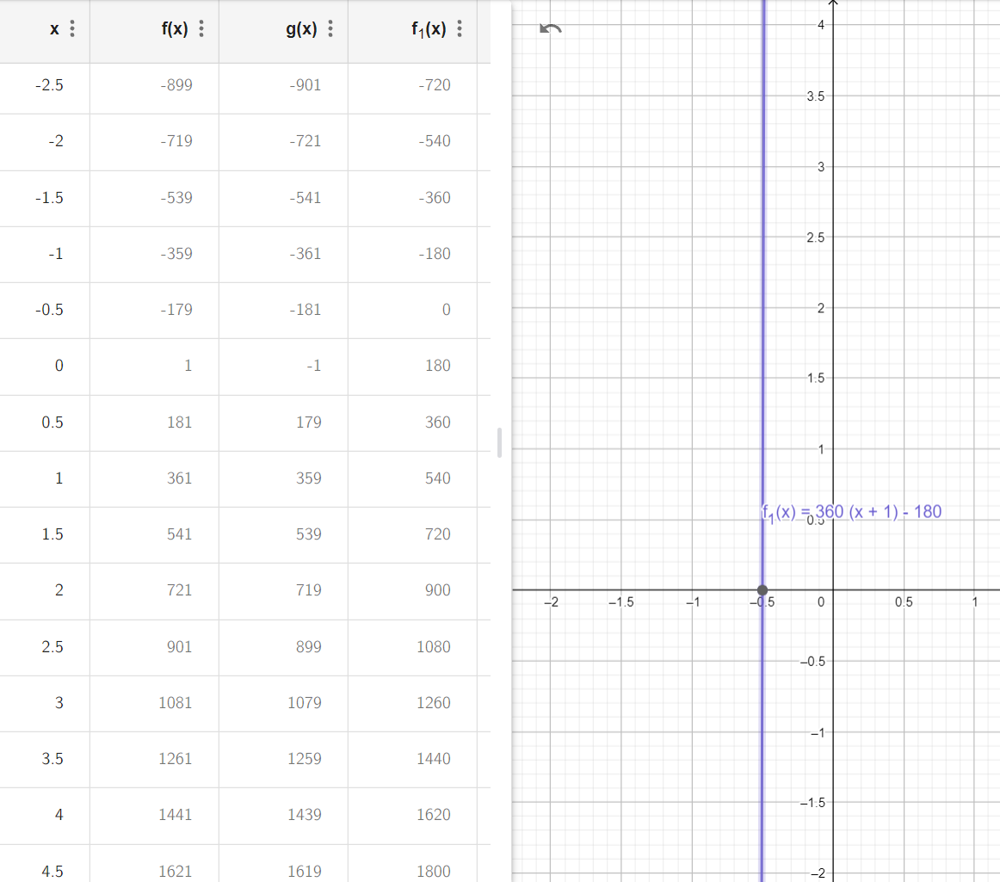 x f(x) g(x) f₁(x)
-2.5 -899 -901 -720
-2 -719 -721 -540
-1.5 -539 -541 -360
-1 -359 -361 -180
-0.5 -179 -181 0
0 1 -1 180
0.5 181 179 360
1 361 359 540
1.5 541 539 720
2 721 719 900
2.5 901 899 1080
3 1081 1079 1260
3.5 1261 1259 1440
4 1441 1439 1620
4.5 1621 1619 1800
4
3.5
3
2.5
2
1.5
1
f₁(x) = 360 (x + 1) - 180
0.5
–2 –1.5 –1 –0.5 0 0.5 1
–0.5
–1
–1.5
–2